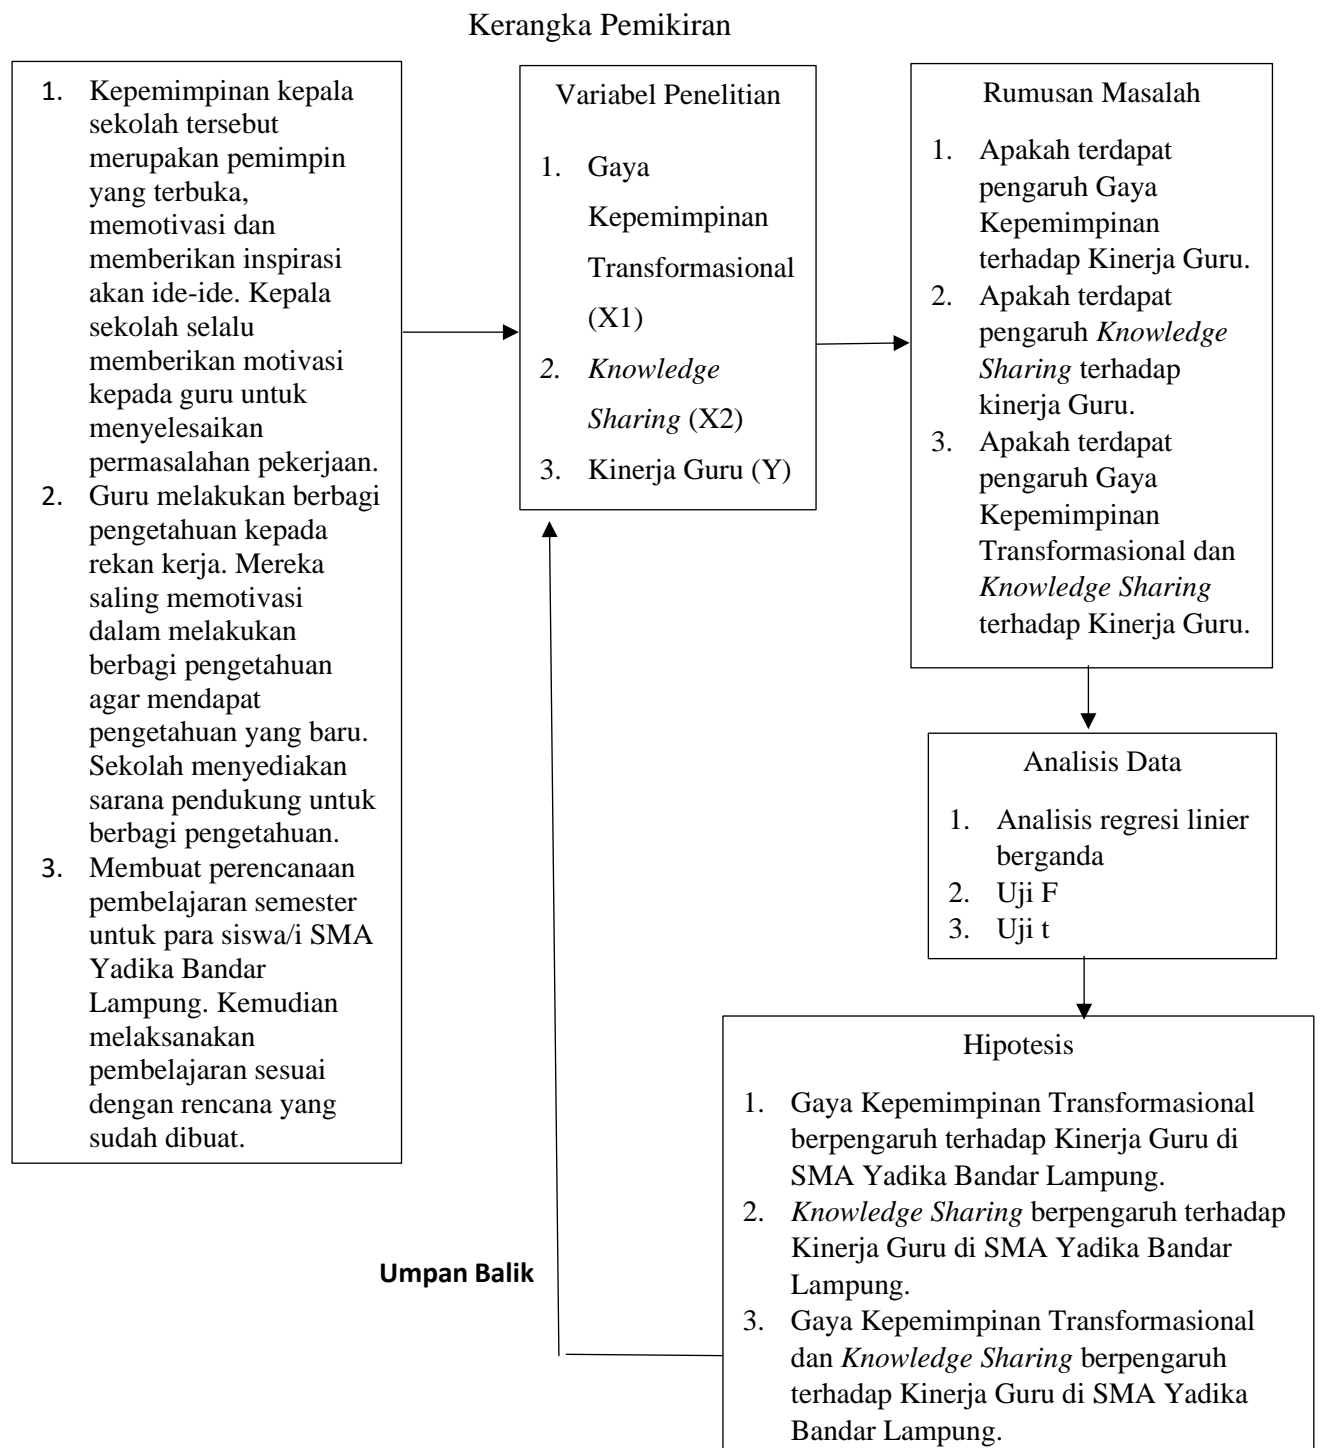 Kerangka Pemikiran
1. Kepemimpinan kepala
sekolah tersebut
merupakan pemimpin
yang terbuka,
memotivasi dan
memberikan inspirasi
akan ide-ide. Kepala
sekolah selalu
memberikan motivasi
kepada guru untuk
menyelesaikan
permasalahan pekerjaan.
2. Guru melakukan berbagi
pengetahuan kepada
rekan kerja. Mereka
saling memotivasi
dalam melakukan
berbagi pengetahuan
agar mendapat
pengetahuan yang baru.
Sekolah menyediakan
sarana pendukung untuk
berbagi pengetahuan.
3. Membuat perencanaan
pembelajaran semester
untuk para siswa/i SMA
Yadika Bandar
Lampung. Kemudian
melaksanakan
pembelajaran sesuai
dengan rencana yang
sudah dibuat.
Variabel Penelitian
1. Gaya
Kepemimpinan
Transformasional
(X1)
2. Knowledge
Sharing (X2)
3. Kinerja Guru (Y)
Rumusan Masalah
1. Apakah terdapat
pengaruh Gaya
Kepemimpinan
terhadap Kinerja Guru.
2. Apakah terdapat
pengaruh Knowledge
Sharing terhadap
kinerja Guru.
3. Apakah terdapat
pengaruh Gaya
Kepemimpinan
Transformasional dan
Knowledge Sharing
terhadap Kinerja Guru.
Analisis Data
1. Analisis regresi linier
berganda
2. Uji F
3. Uji t
Hipotesis
1. Gaya Kepemimpinan Transformasional
berpengaruh terhadap Kinerja Guru di
SMA Yadika Bandar Lampung.
2. Knowledge Sharing berpengaruh terhadap
Kinerja Guru di SMA Yadika Bandar
Lampung.
3. Gaya Kepemimpinan Transformasional
dan Knowledge Sharing berpengaruh
terhadap Kinerja Guru di SMA Yadika
Bandar Lampung.
Umpan Balik